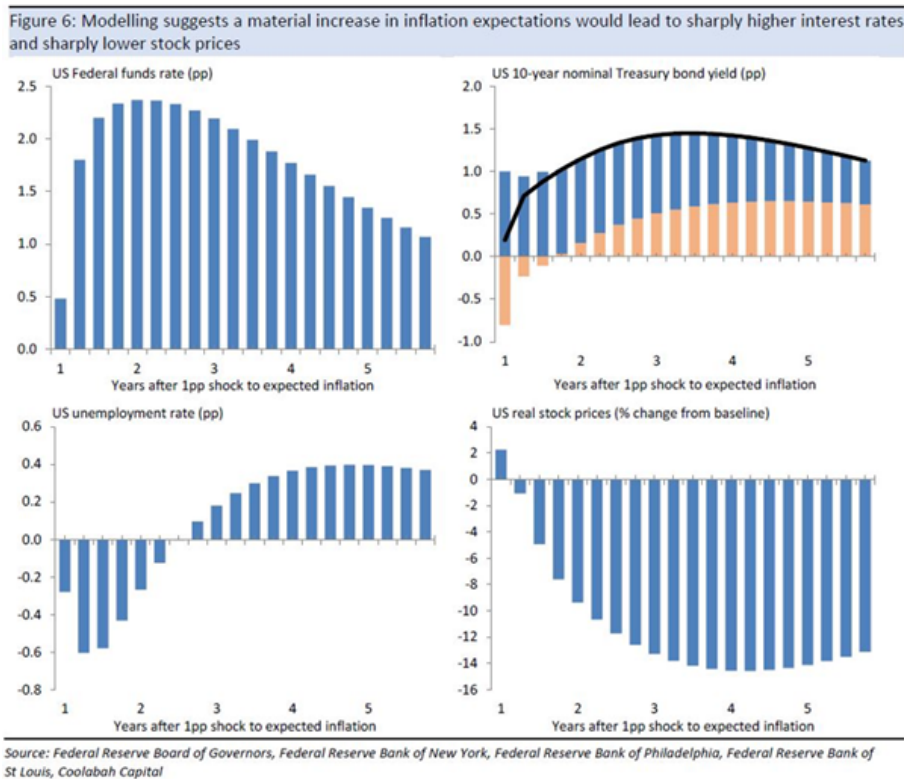 Figure 6: Modelling suggests a material increase in inflation expectations would lead to sharply higher interest rates
and sharply lower stock prices
US Federal funds rate (pp)
2.5
2.0
1.5
1.0
0.5
0.0
1 2 3 4 5
Years after 1pp shock to expected inflation
US 10-year nominal Treasury bond yield (pp)
2.0
1.5
1.0
0.5
0.0
-0.5
-1.0
1 2 3 4 5
Years after 1pp shock to expected inflation
US unemployment rate (pp)
0.6
0.4
0.2
0.0
-0.2
-0.4
-0.6
-0.8
1 2 3 4 5
Years after 1pp shock to expected inflation
US real stock prices (% change from baseline)
4
2
0
-2
-4
-6
-8
-10
-12
-14
-16
1 2 3 4 5
Years after 1pp shock to expected inflation
Source: Federal Reserve Board of Governors, Federal Reserve Bank of New York, Federal Reserve Bank of Philadelphia, Federal Reserve Bank of
St Louis, Coolabah Capital